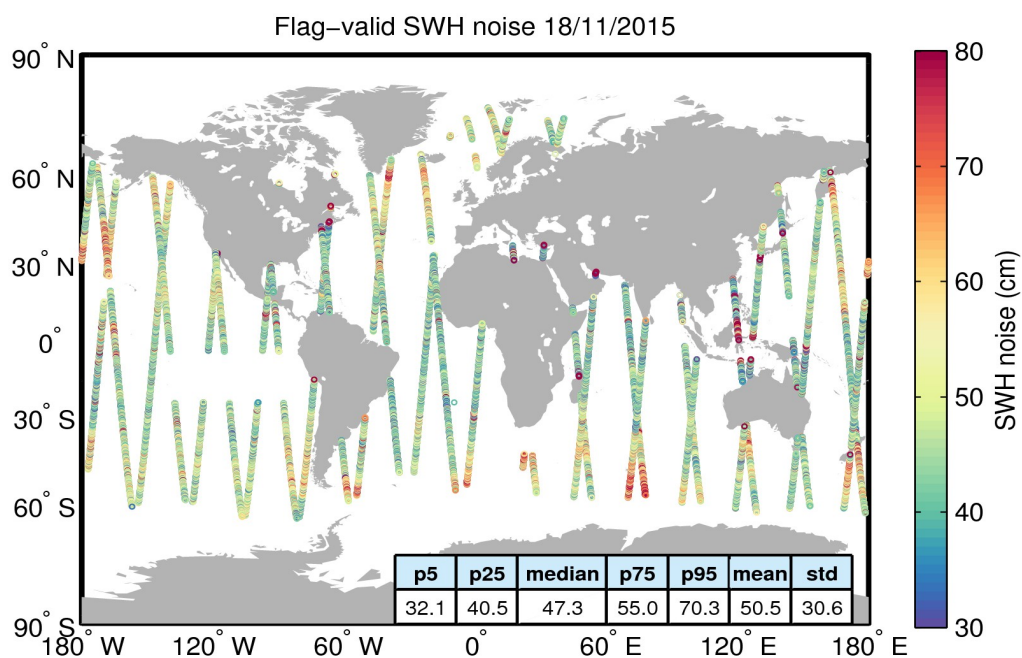 Flag−valid SWH noise 18/11/2015
90° N
60° N
30° N
0°
30° S
60° S
90° S
180° W
120° W
60° W
0°
60° E
120° E
180° E
80
70
60
50
40
30
SWH noise (cm)
p5 p25 median p75 p95 mean std
32.1 40.5 47.3 55.0 70.3 50.5 30.6